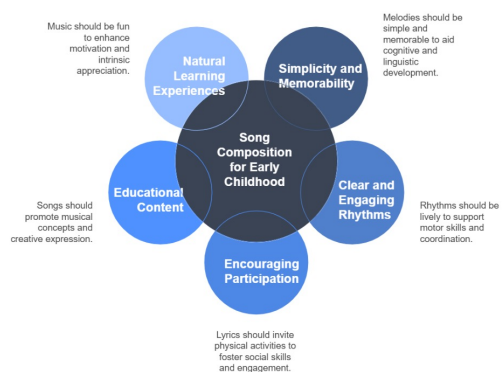 Music should be fun
to enhance
motivation and
intrinsic
appreciation.
Natural
Learning
Experiences
Simplicity and
Memorability
Melodies should be
simple and
memorable to aid
cognitive and
linguistic
development.
Song
Composition
for Early
Childhood
Songs should
promote musical
concepts and
creative expression.
Educational
Content
Clear and
Engaging
Rhythms
Rhythms should be
lively to support
motor skills and
coordination.
Encouraging
Participation
Lyrics should invite
physical activities to
foster social skills
and engagement.